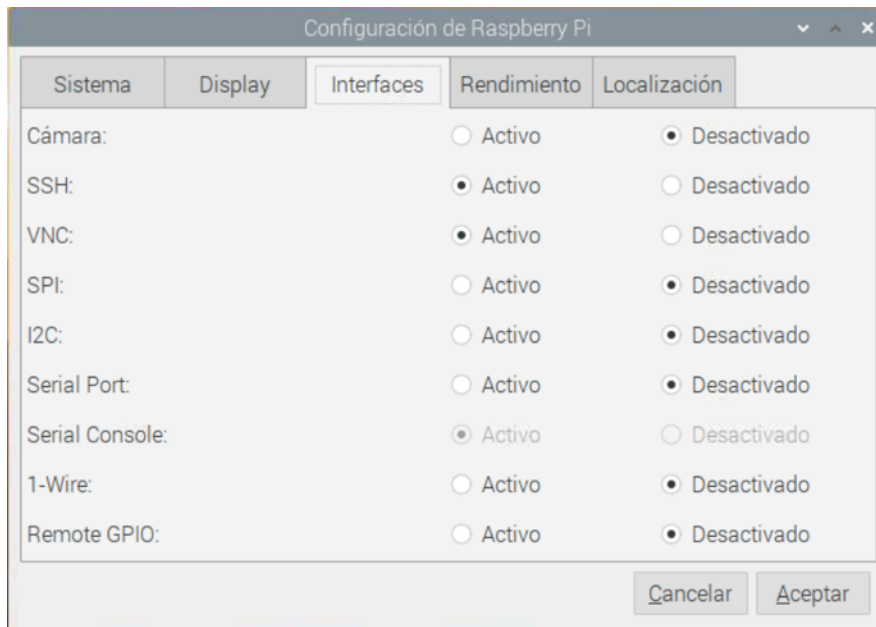 Configuración de Raspberry Pi
Sistema Display Interfaces Rendimiento Localización
Cámara: Activo Desactivado
SSH: Activo Desactivado
VNC: Activo Desactivado
SPI: Activo Desactivado
I2C: Activo Desactivado
Serial Port: Activo Desactivado
Serial Console: Activo Desactivado
1-Wire: Activo Desactivado
Remote GPIO: Activo Desactivado
Cancelar Aceptar